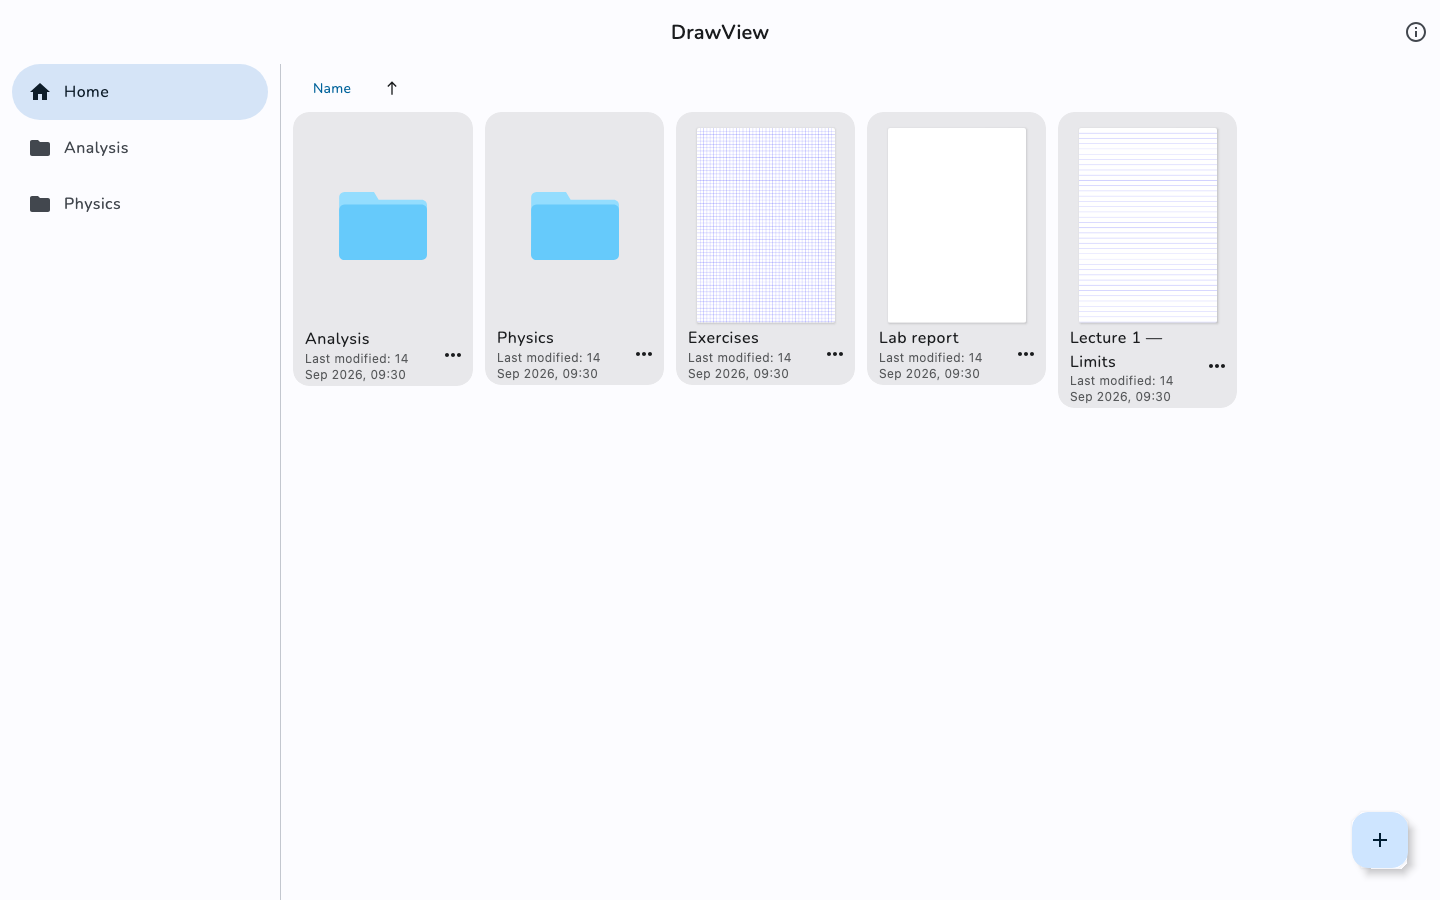 DrawView
Home
Analysis
Physics
Name
Analysis
Last modified: 14
Sep 2026, 09:30
Physics
Last modified: 14
Sep 2026, 09:30
Exercises
Last modified: 14
Sep 2026, 09:30
Lab report
Last modified: 14
Sep 2026, 09:30
Lecture 1 —
Limits
Last modified: 14
Sep 2026, 09:30